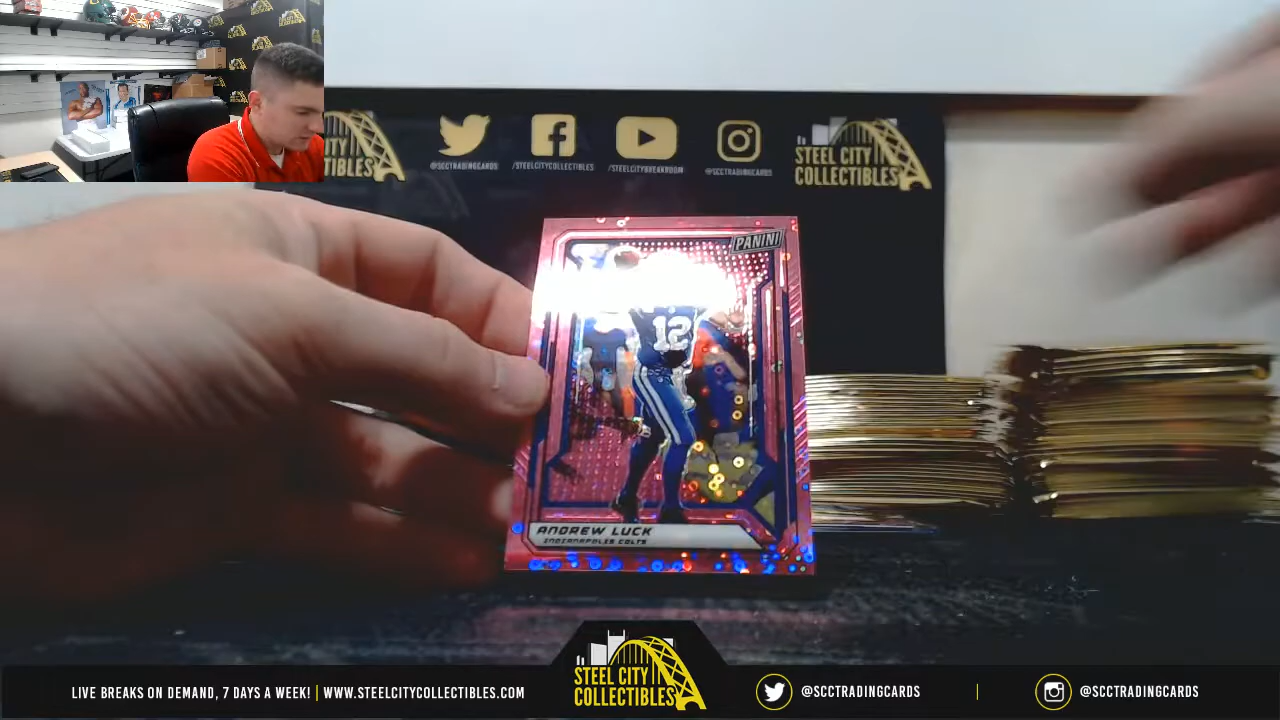 @SCCTRADINGCARDS
/STEELCITYCOLLECTIBLES
/STEELCITYBREAKROOM
@SCCTRADINGCARDS
STEEL CITY
COLLECTIBLES
PANINI
12
ANDREW LUCK
INDIANAPOLIS COLTS
LIVE BREAKS ON DEMAND, 7 DAYS A WEEK! | WWW.STEELCITYCOLLECTIBLES.COM
STEEL CITY
COLLECTIBLES
@SCCTRADINGCARDS
@SCCTRADINGCARDS